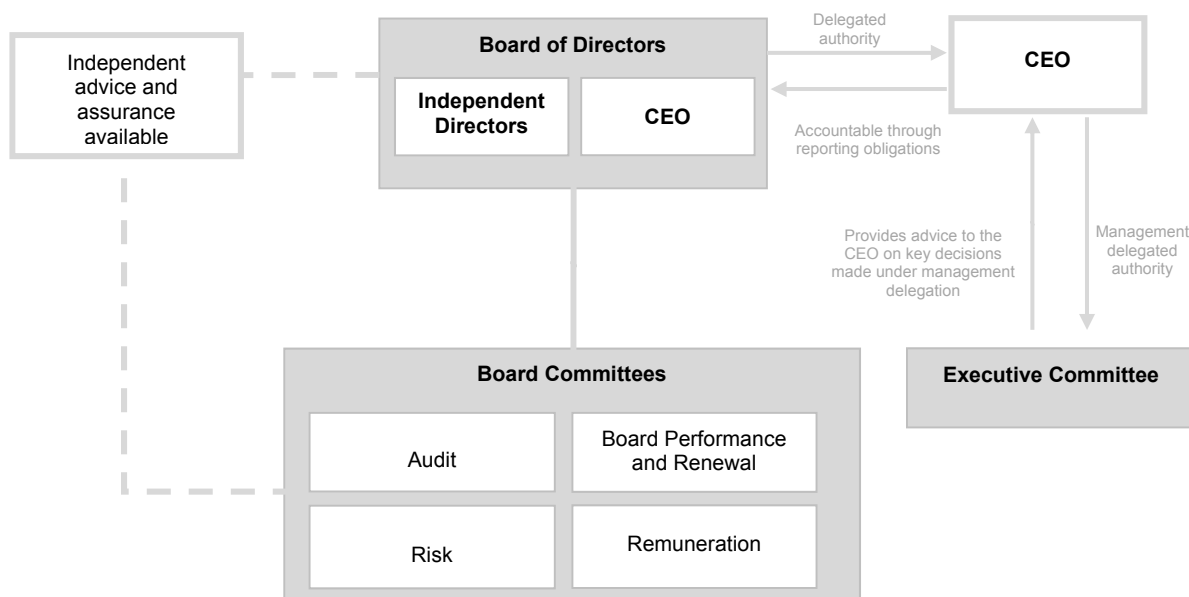 Independent
advice and
assurance
available
Board of Directors
Independent
Directors
CEO
Delegated
authority
CEO
Accountable through
reporting obligations
Provides advice to the
CEO on key decisions
made under management
delegation
Management
delegated
authority
Board Committees
Audit
Board Performance
and Renewal
Risk
Remuneration
Executive Committee